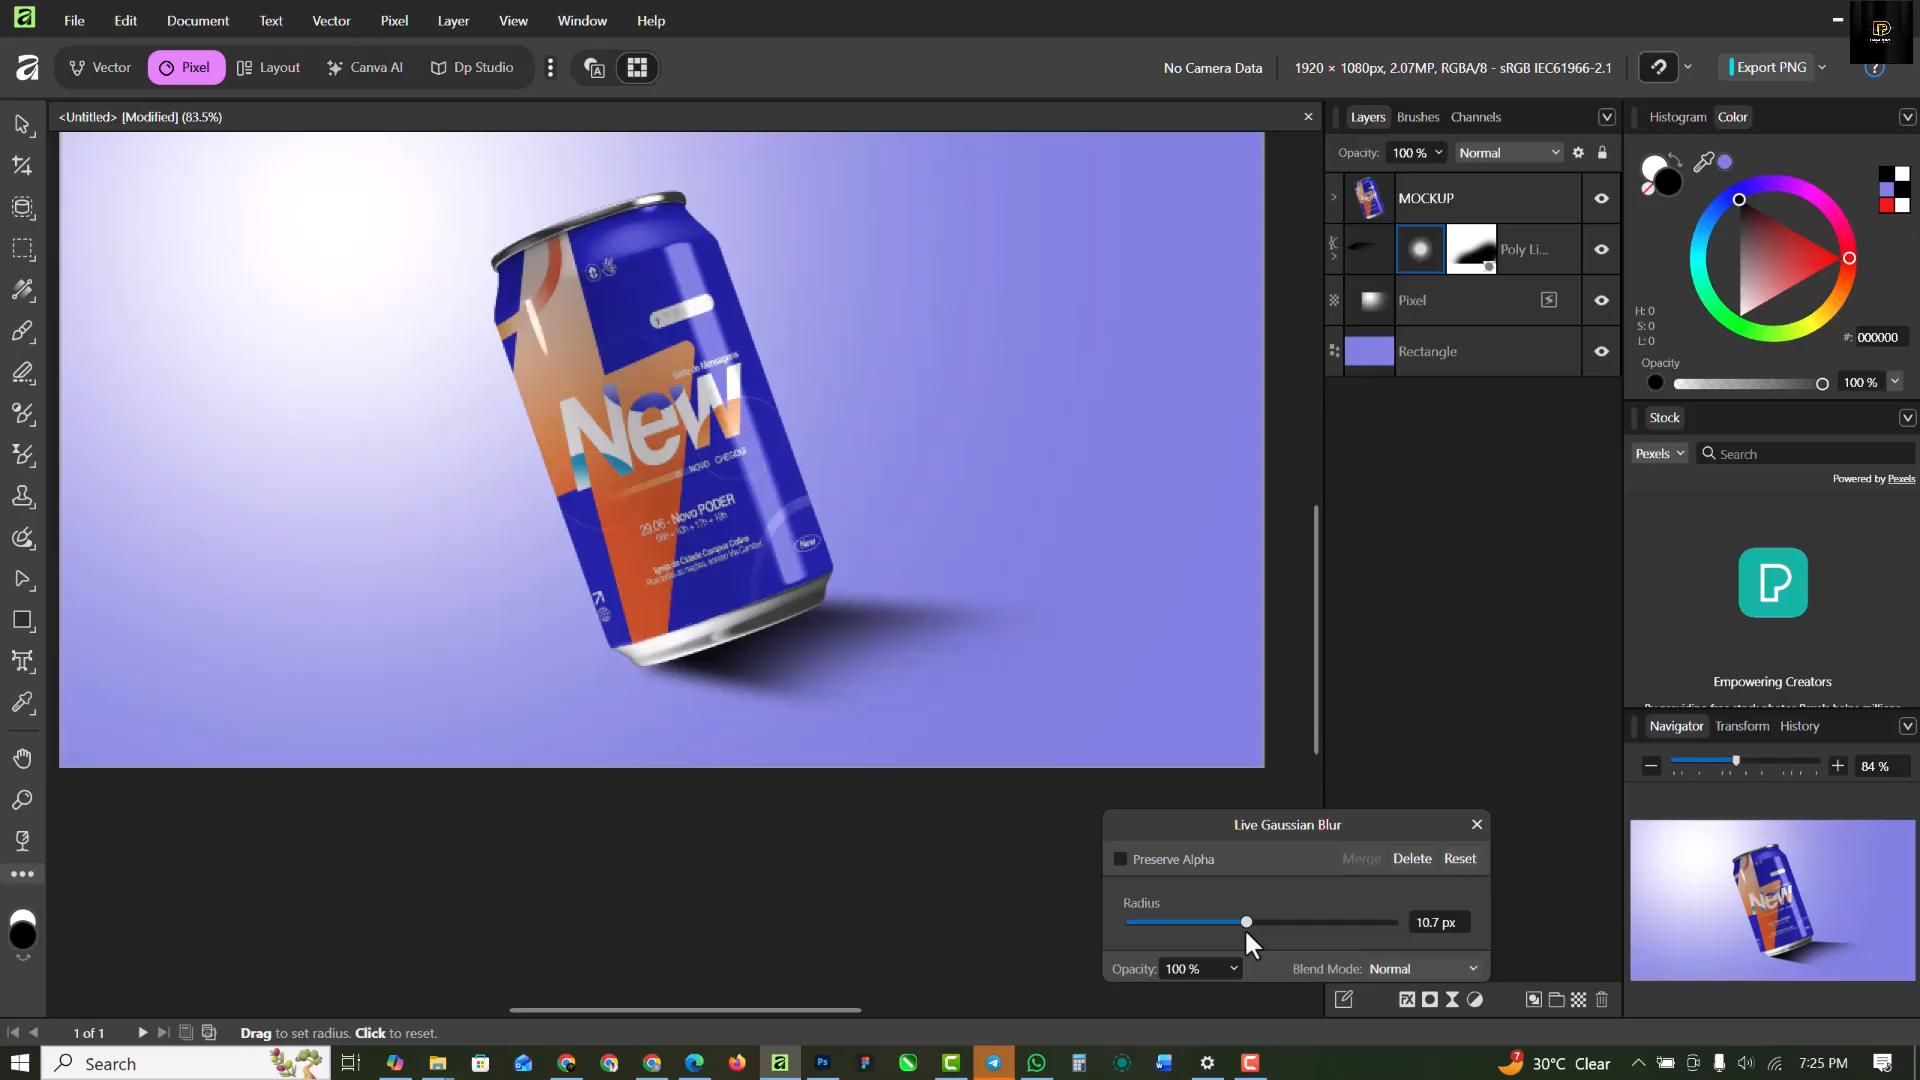 File Edit Document Text Vector Pixel Layer View Window Help
Vector Pixel Layout Canva AI Dp Studio
No Camera Data 1920 × 1080px, 2.07MP, RGBA/8 - sRGB IEC61966-2.1 Export PNG
<Untitled> [Modified] (83.5%)
Layers Brushes Channels
Opacity: 100 % Normal
MOCKUP
Poly Li...
Pixel
Rectangle
Histogram Color
H: 0
S: 0
L: 0
#: 000000
Opacity
100 %
Stock
Pexels Search
Powered by Pexels
Empowering Creators
Navigator Transform History
84 %
New
NOVO CHEGOU
29.06 - Novo PODER
New
Live Gaussian Blur
Preserve Alpha Merge Delete Reset
Radius
10.7 px
Opacity: 100 % Blend Mode: Normal
1 of 1 Drag to set radius. Click to reset.
Search
7 30°C Clear 7:25 PM